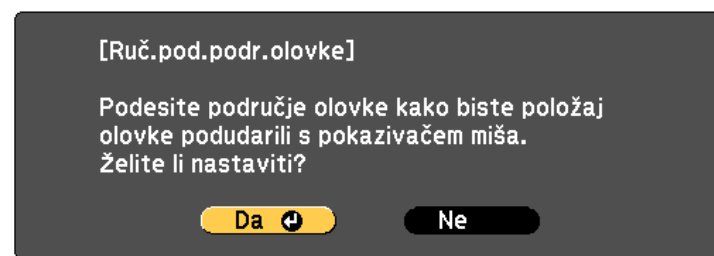 [Ruč.pod.podr.olovke]
Podesite područje olovke kako biste položaj
olovke podudarili s pokazivačem miša.
Želite li nastaviti?
Da Ne